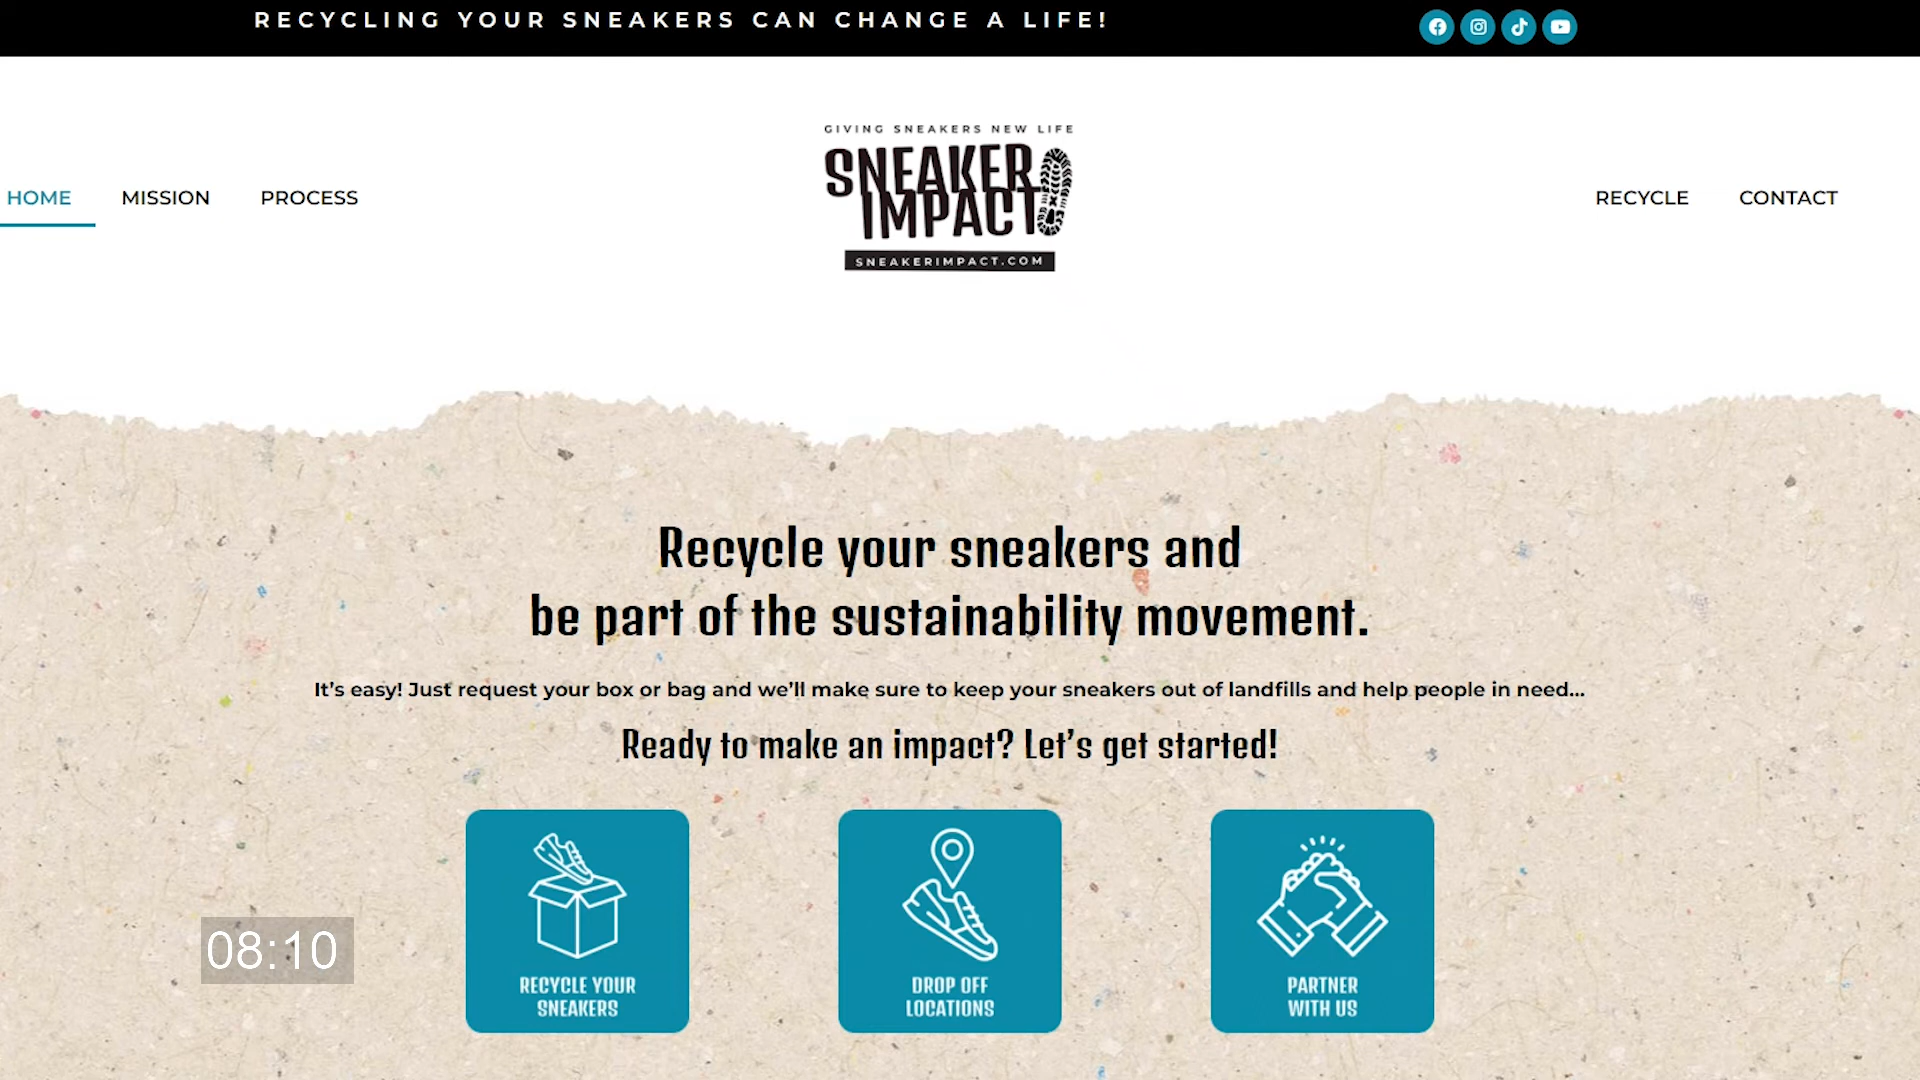 RECYCLING YOUR SNEAKERS CAN CHANGE A LIFE!
GIVING SNEAKERS NEW LIFE
SNEAKER
IMPACT
SNEAKERIMPACT.COM
HOME
MISSION
PROCESS
RECYCLE
CONTACT
Recycle your sneakers and
be part of the sustainability movement.
It’s easy! Just request your box or bag and we’ll make sure to keep your sneakers out of landfills and help people in need...
Ready to make an impact? Let’s get started!
RECYCLE YOUR
SNEAKERS
DROP OFF
LOCATIONS
PARTNER
WITH US
08:10